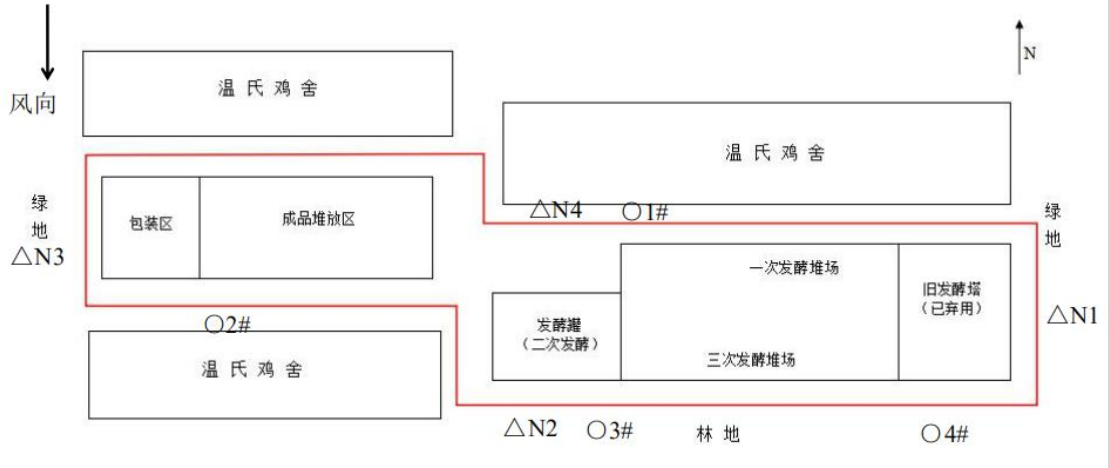 风向
N
温氏鸡舍
温氏鸡舍
绿地
△N3
包装区
成品堆放区
△N4
○1#
绿地
一次发酵堆场
旧发酵塔
（已弃用）
△N1
○2#
发酵罐
（二次发酵）
三次发酵堆场
温氏鸡舍
△N2
○3#
林地
○4#